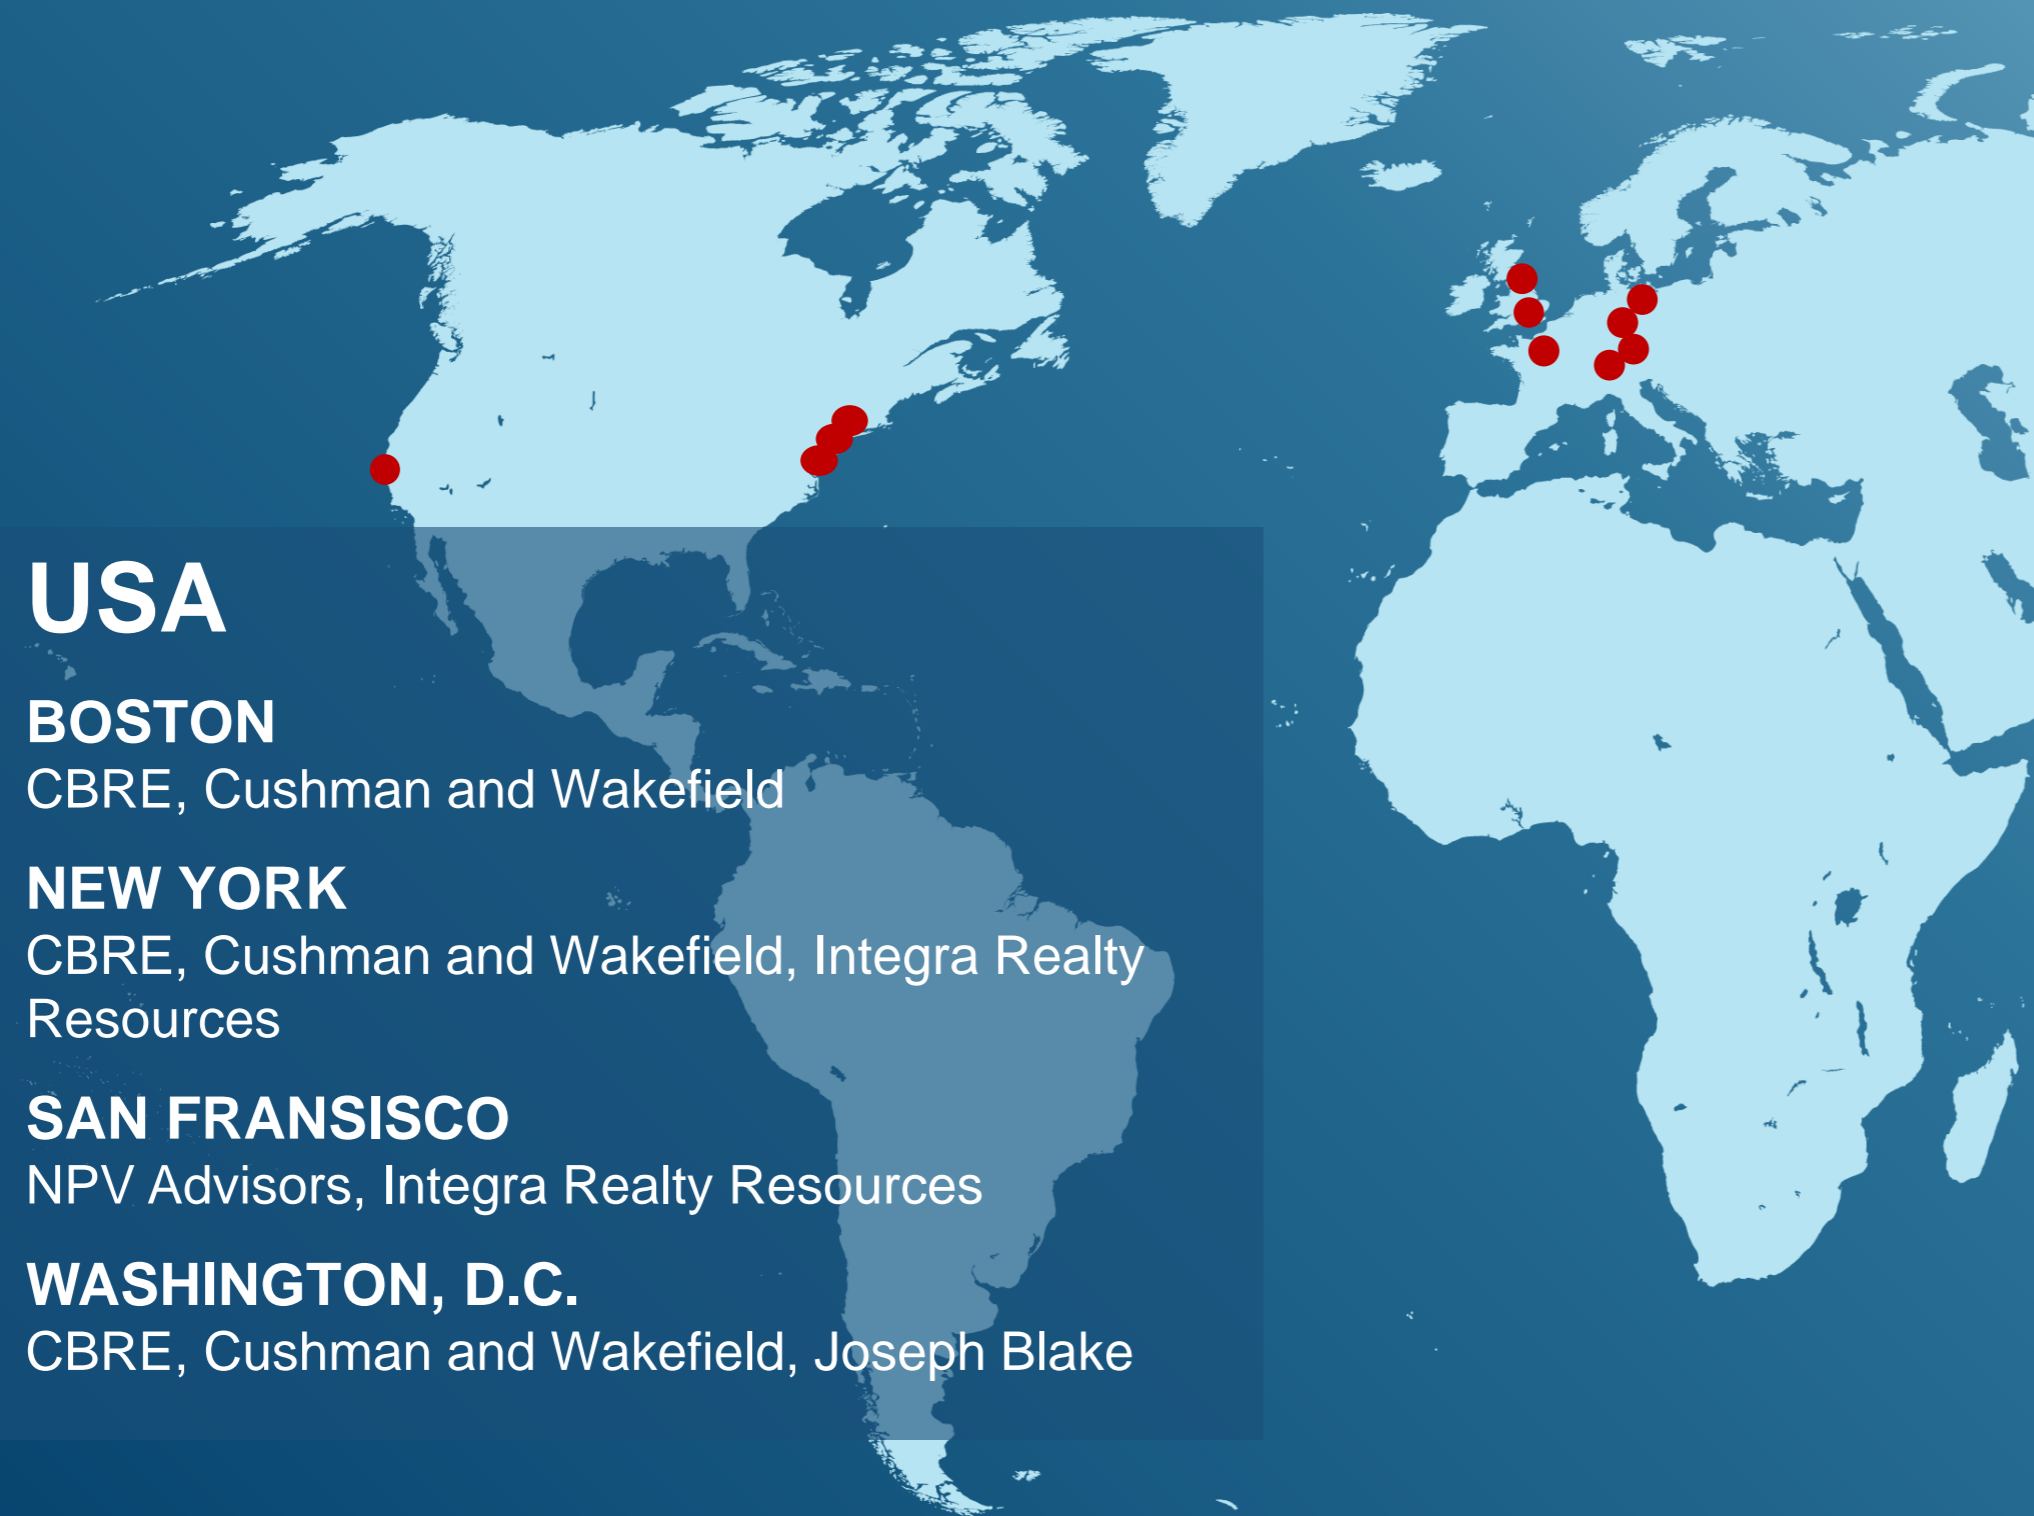 USA
BOSTON
CBRE, Cushman and Wakefield
NEW YORK
CBRE, Cushman and Wakefield, Integra Realty
Resources
SAN FRANSISCO
NPV Advisors, Integra Realty Resources
WASHINGTON, D.C.
CBRE, Cushman and Wakefield, Joseph Blake